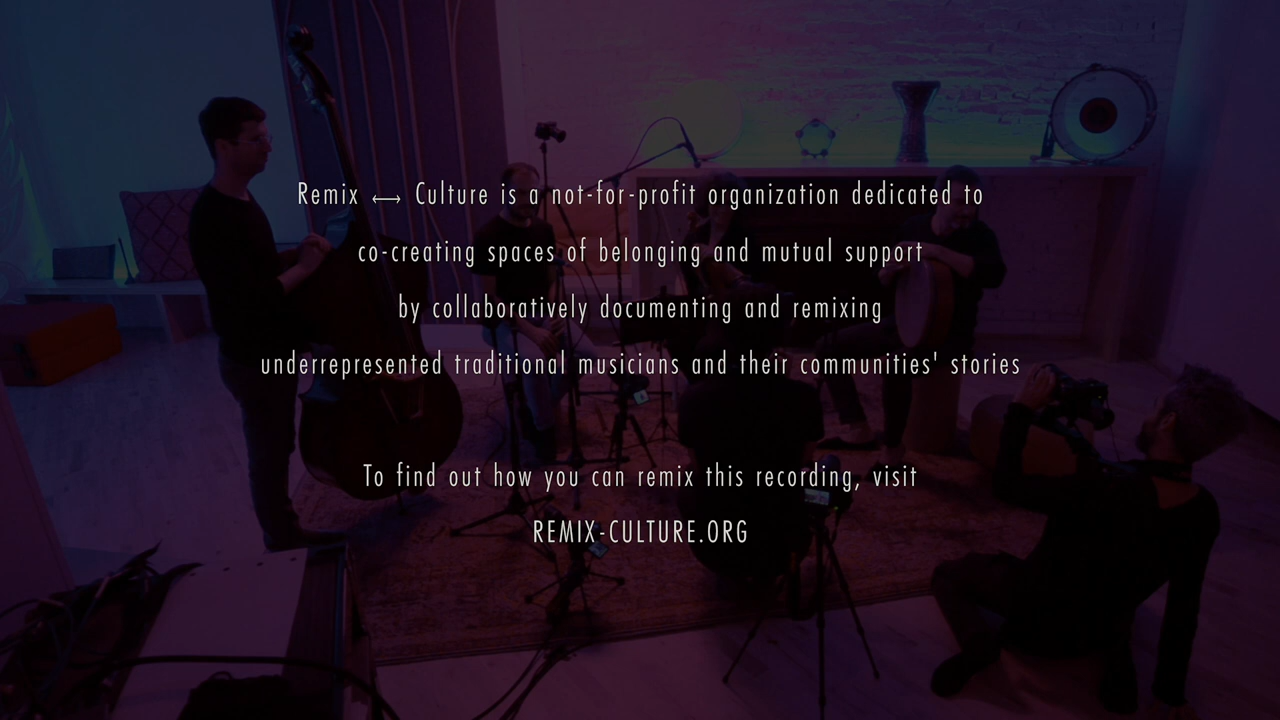 Remix ⟷ Culture is a not-for-profit organization dedicated to
co-creating spaces of belonging and mutual support
by collaboratively documenting and remixing
underrepresented traditional musicians and their communities' stories
To find out how you can remix this recording, visit
REMIX-CULTURE.ORG